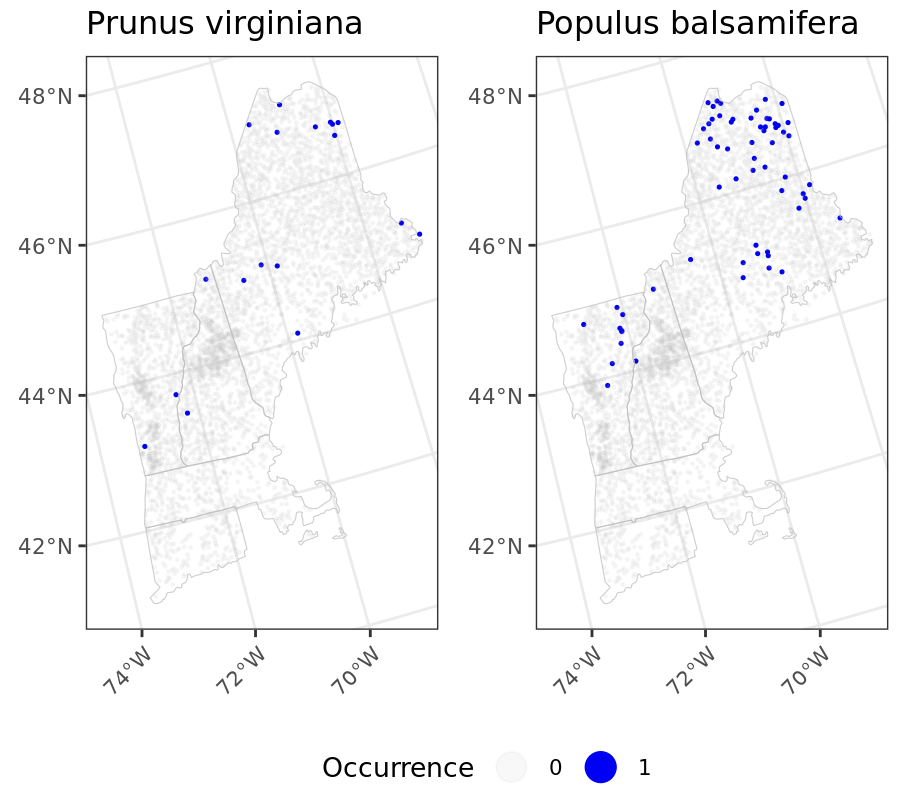 Prunus virginiana
Populus balsamifera
48°N
46°N
44°N
42°N
74°W
72°W
70°W
48°N
46°N
44°N
42°N
74°W
72°W
70°W
Occurrence 0 1